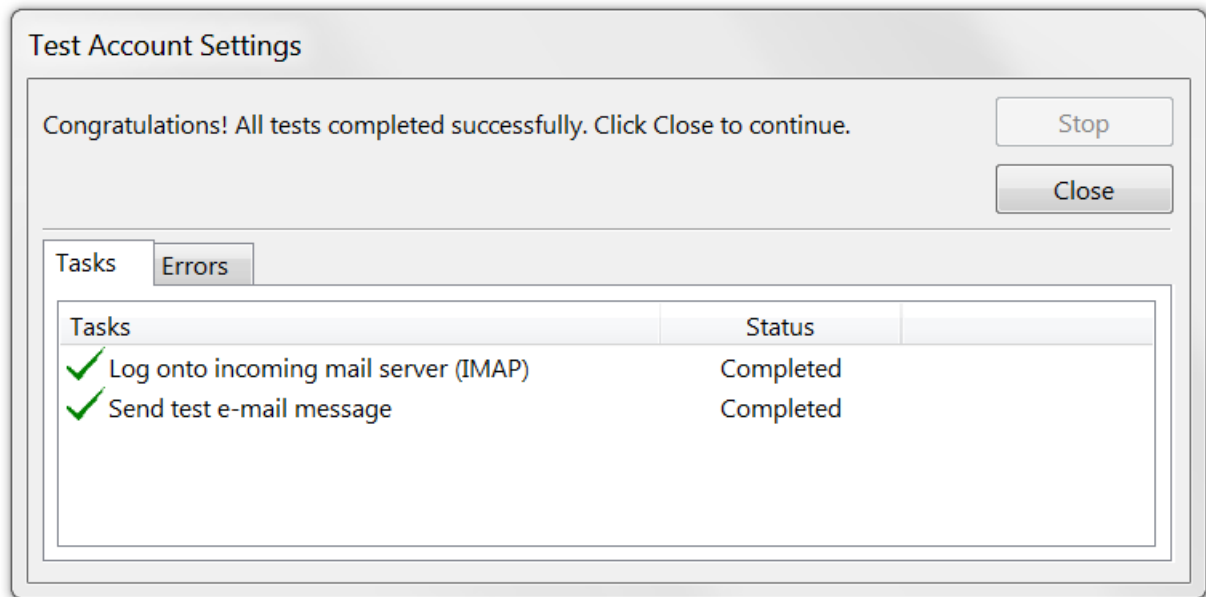 Test Account Settings
Congratulations! All tests completed successfully. Click Close to continue.
Stop
Close
Tasks Errors
Tasks Status
Log onto incoming mail server (IMAP) Completed
Send test e-mail message Completed